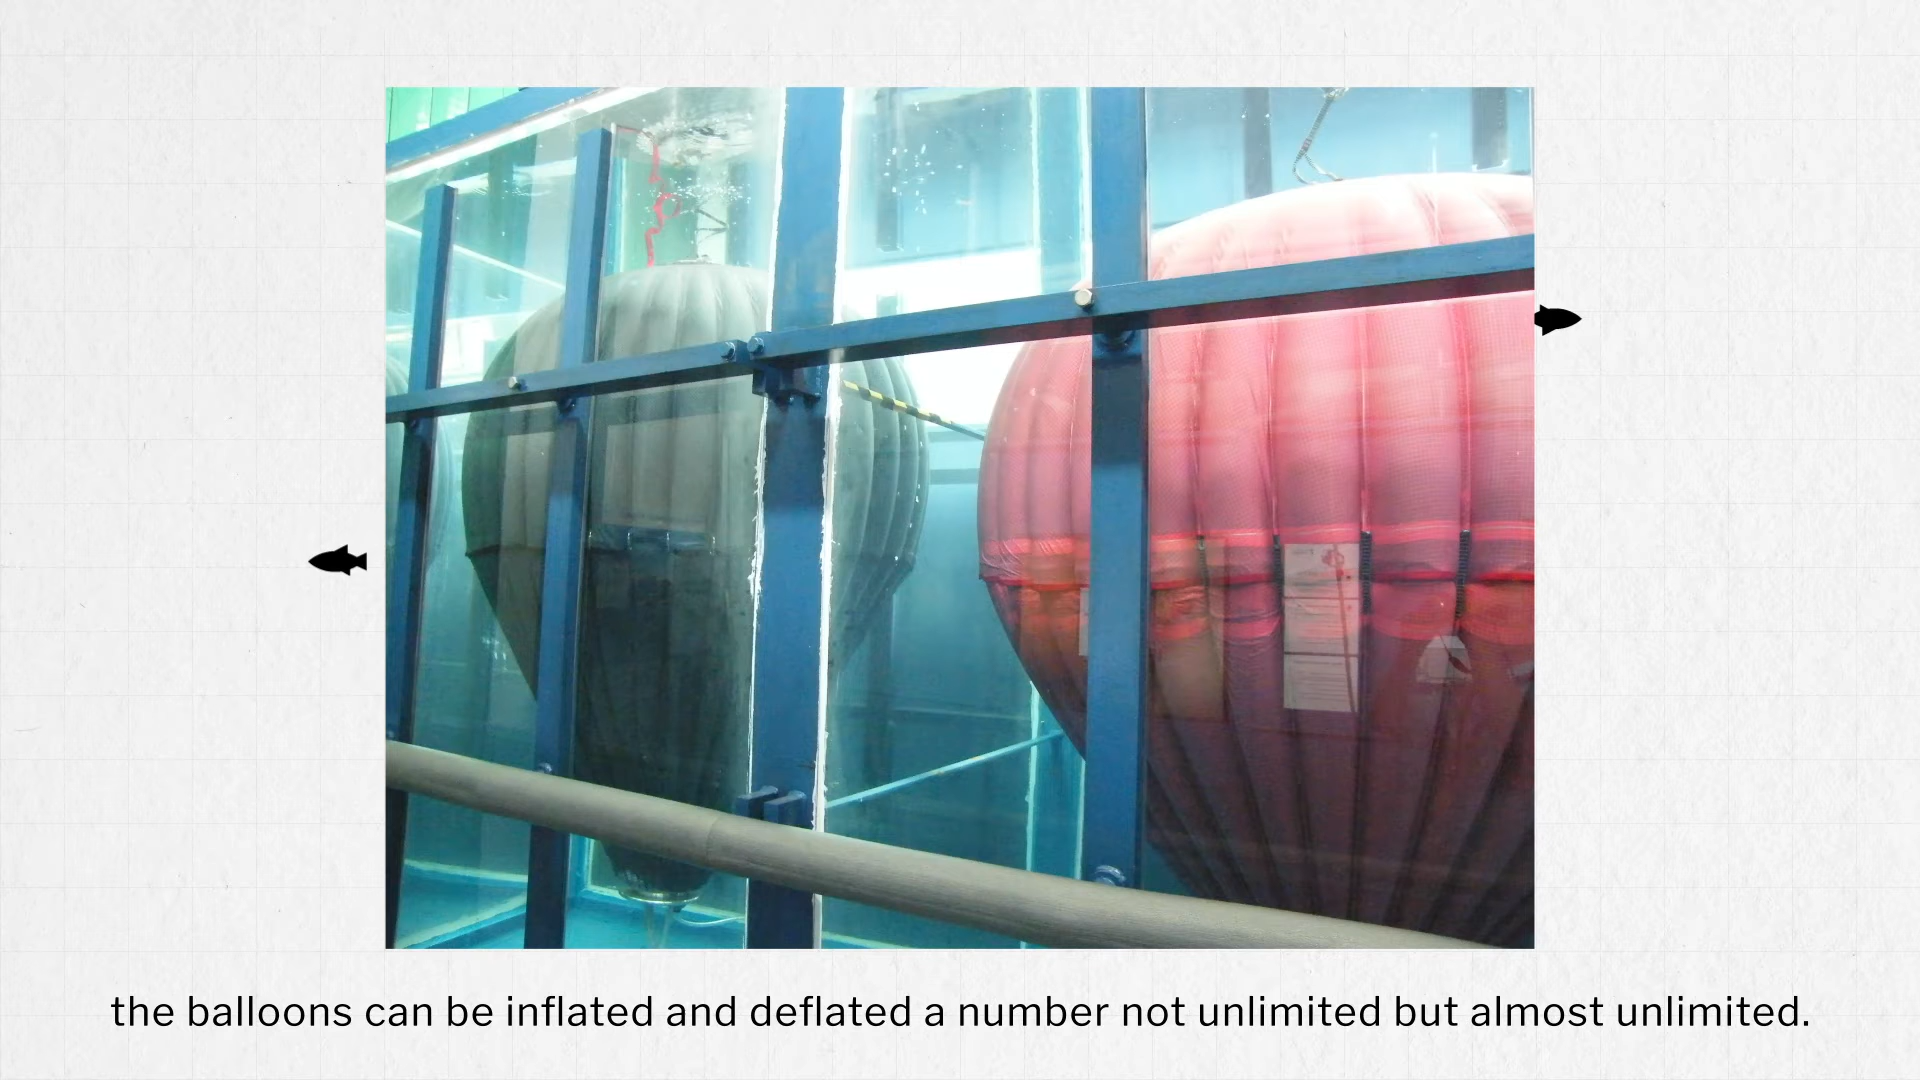 the balloons can be inflated and deflated a number not unlimited but almost unlimited.